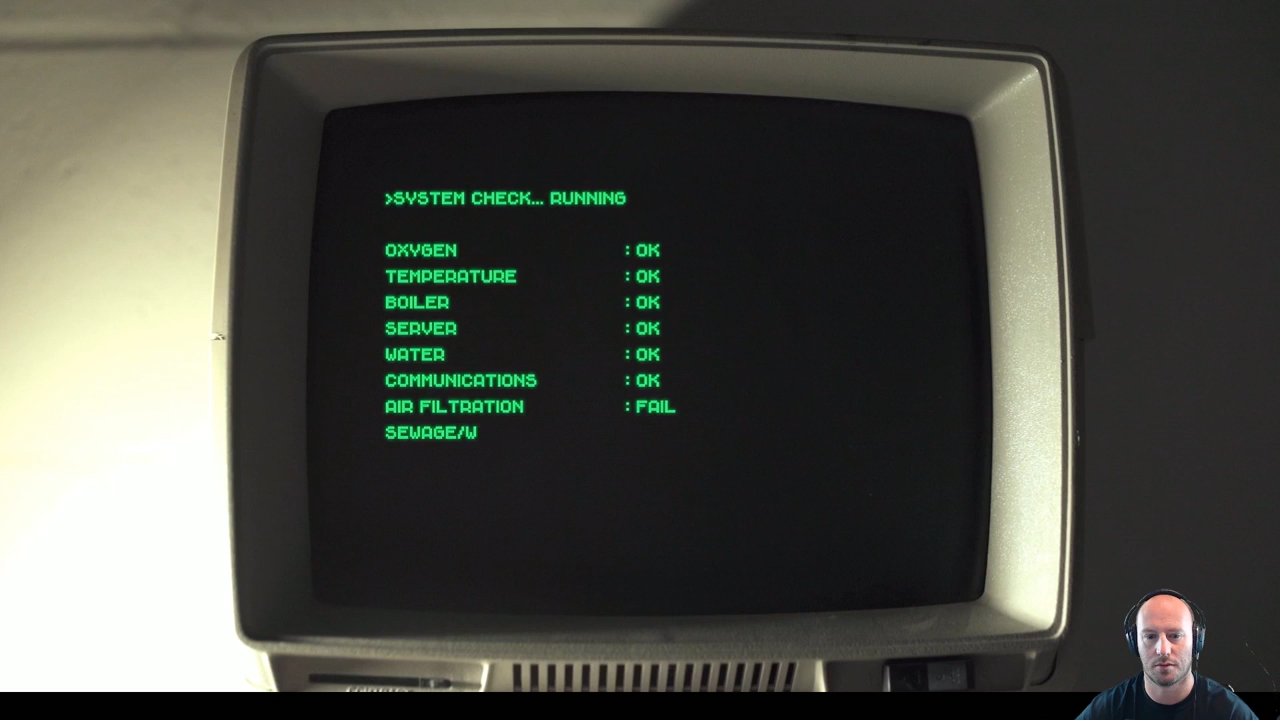 >SYSTEM CHECK... RUNNING
OXYGEN : OK
TEMPERATURE : OK
BOILER : OK
SERVER : OK
WATER : OK
COMMUNICATIONS : OK
AIR FILTRATION : FAIL
SEWAGE/W